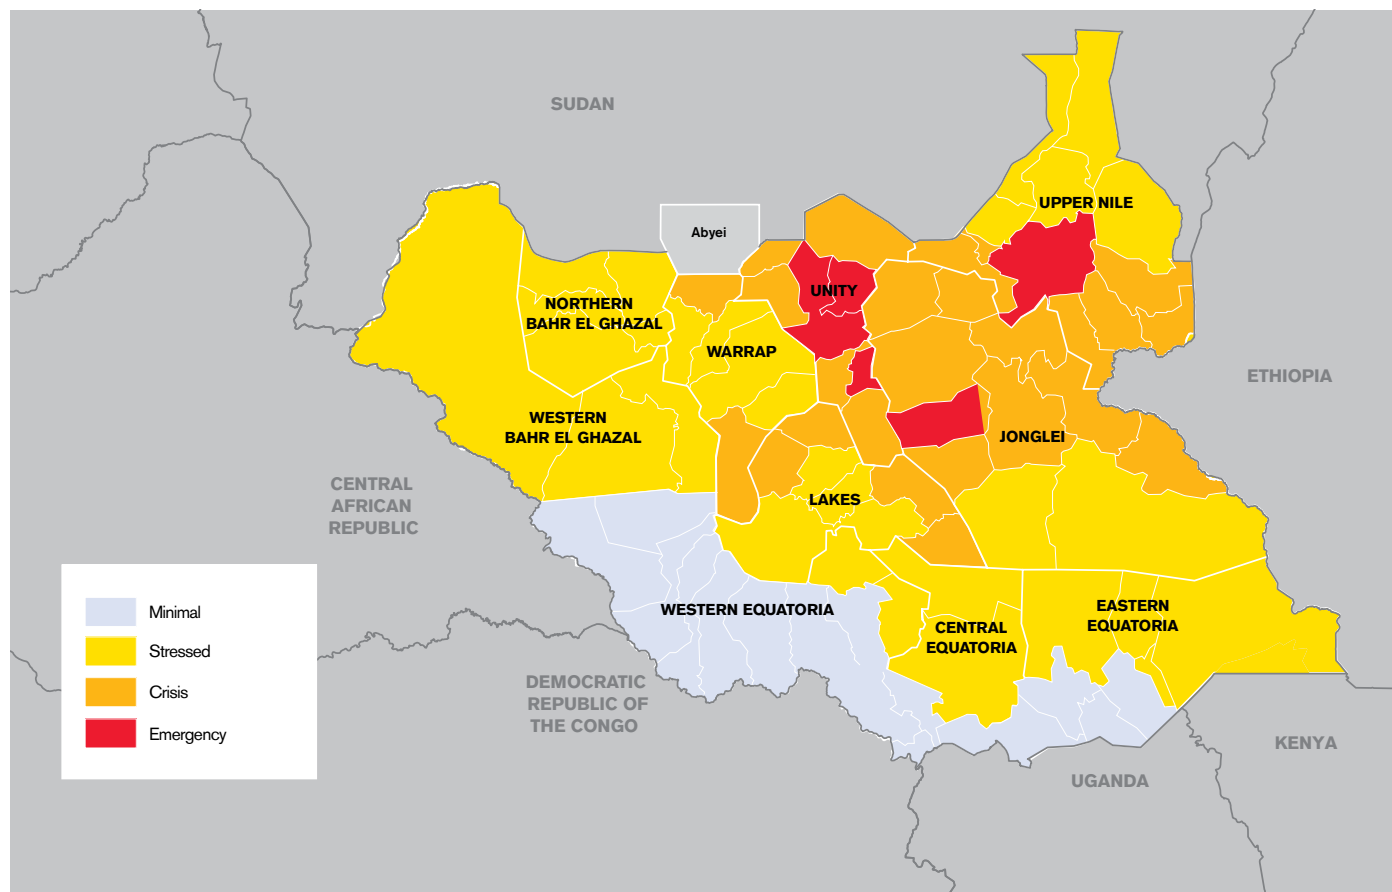 SUDAN
UPPER NILE
Abyei
UNITY
NORTHERN
BAHR EL GHAZAL
WARRAP
ETHIOPIA
WESTERN
BAHR EL GHAZAL
JONGLEI
CENTRAL
AFRICAN
REPUBLIC
LAKES
WESTERN EQUATORIA
EASTERN
EQUATORIA
CENTRAL
EQUATORIA
DEMOCRATIC
REPUBLIC OF
THE CONGO
KENYA
UGANDA
Minimal
Stressed
Crisis
Emergency